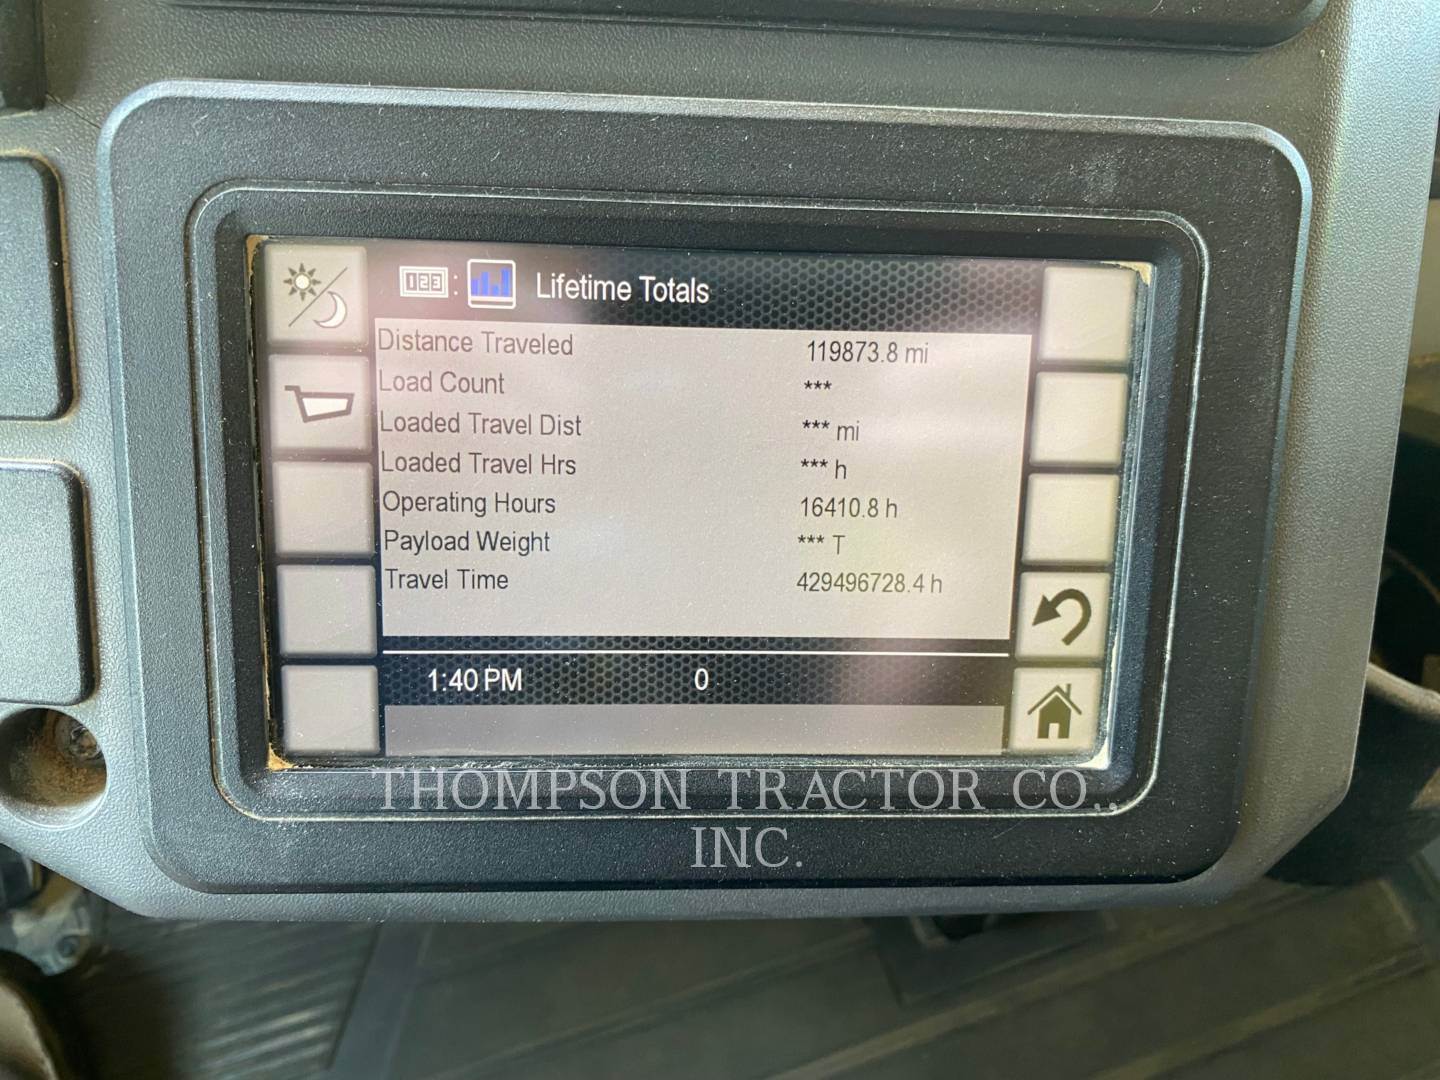 123 : Lifetime Totals
Distance Traveled 119873.8 mi
Load Count ***
Loaded Travel Dist *** mi
Loaded Travel Hrs *** h
Operating Hours 16410.8 h
Payload Weight *** T
Travel Time 429496728.4 h
1:40 PM 0
THOMPSON TRACTOR CO.,
INC.